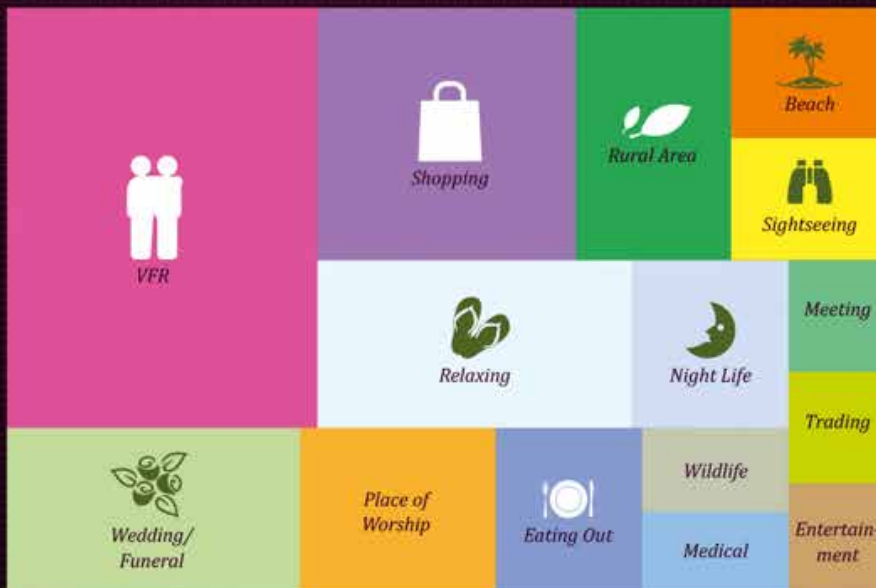 VFR
Shopping
Rural Area
Beach
Sightseeing
Relaxing
Night Life
Meeting
Trading
Wedding/
Funeral
Place of
Worship
Eating Out
Wildlife
Medical
Entertain-
ment